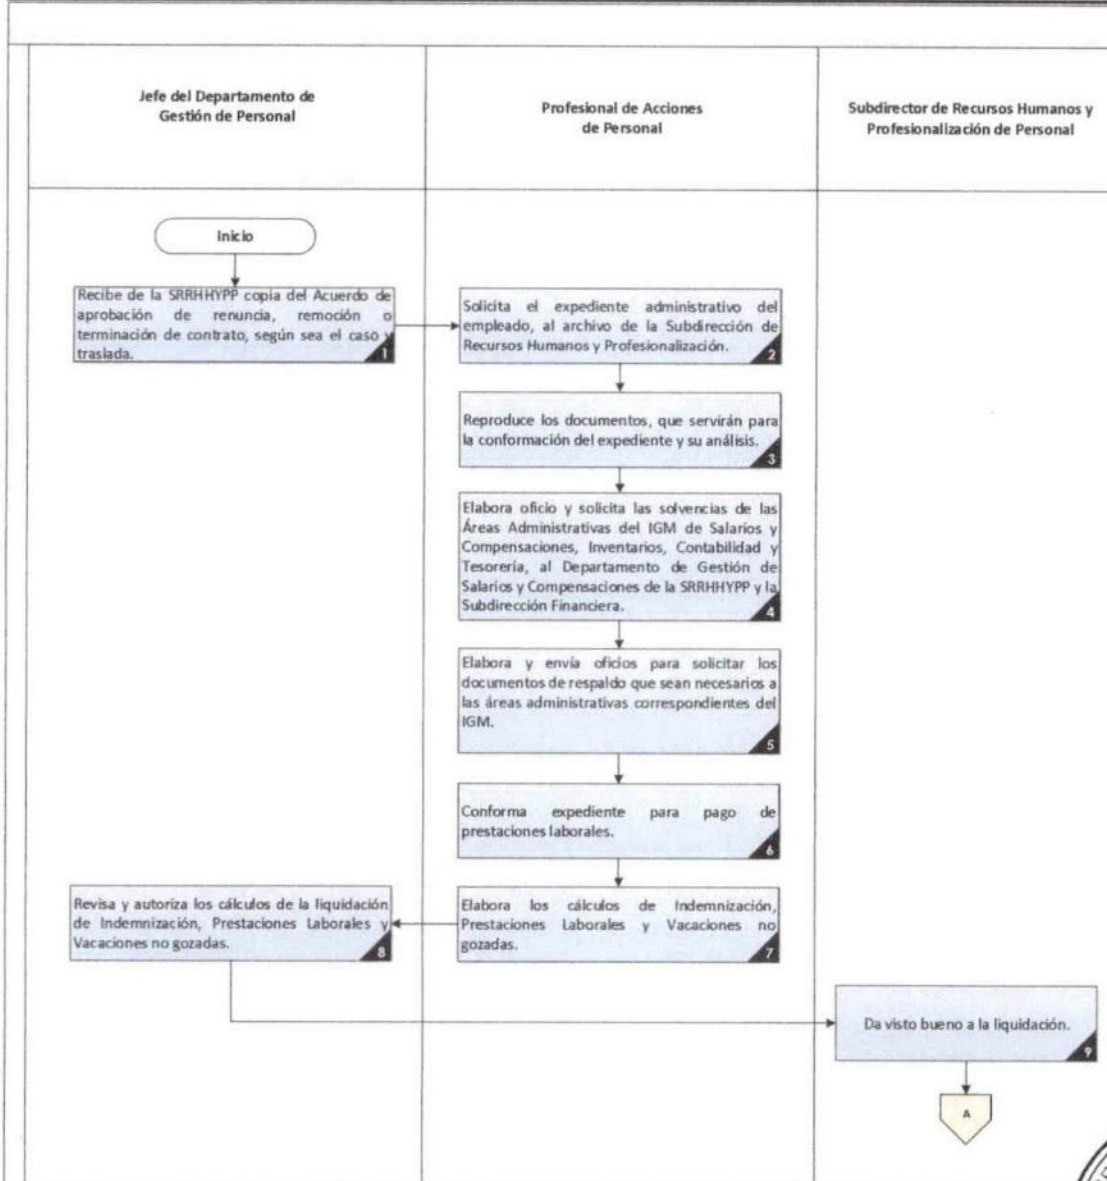 Jefe del Departamento de
Gestión de Personal
Profesional de Acciones
de Personal
Subdirector de Recursos Humanos y
Profesionalización de Personal
Inicio
Recibe de la SRRHHYPP copia del Acuerdo de
aprobación de renuncia, remoción o
terminación de contrato, según sea el caso y
traslada.
1
Solicita el expediente administrativo del
empleado, al archivo de la Subdirección de
Recursos Humanos y Profesionalización.
2
Reproduce los documentos, que servirán para
la conformación del expediente y su análisis.
3
Elabora oficio y solicita las solvencias de las
Áreas Administrativas del IGM de Salarios y
Compensaciones, Inventarios, Contabilidad y
Tesorería, al Departamento de Gestión de
Salarios y Compensaciones de la SRRHHYPP y la
Subdirección Financiera.
4
Elabora y envía oficios para solicitar los
documentos de respaldo que sean necesarios a
las áreas administrativas correspondientes del
IGM.
5
Conforma expediente para pago de
prestaciones laborales.
6
Elabora los cálculos de Indemnización,
Prestaciones Laborales y Vacaciones no
gozadas.
7
Revisa y autoriza los cálculos de la liquidación
de Indemnización, Prestaciones Laborales y
Vacaciones no gozadas.
8
Da visto bueno a la liquidación.
9
A